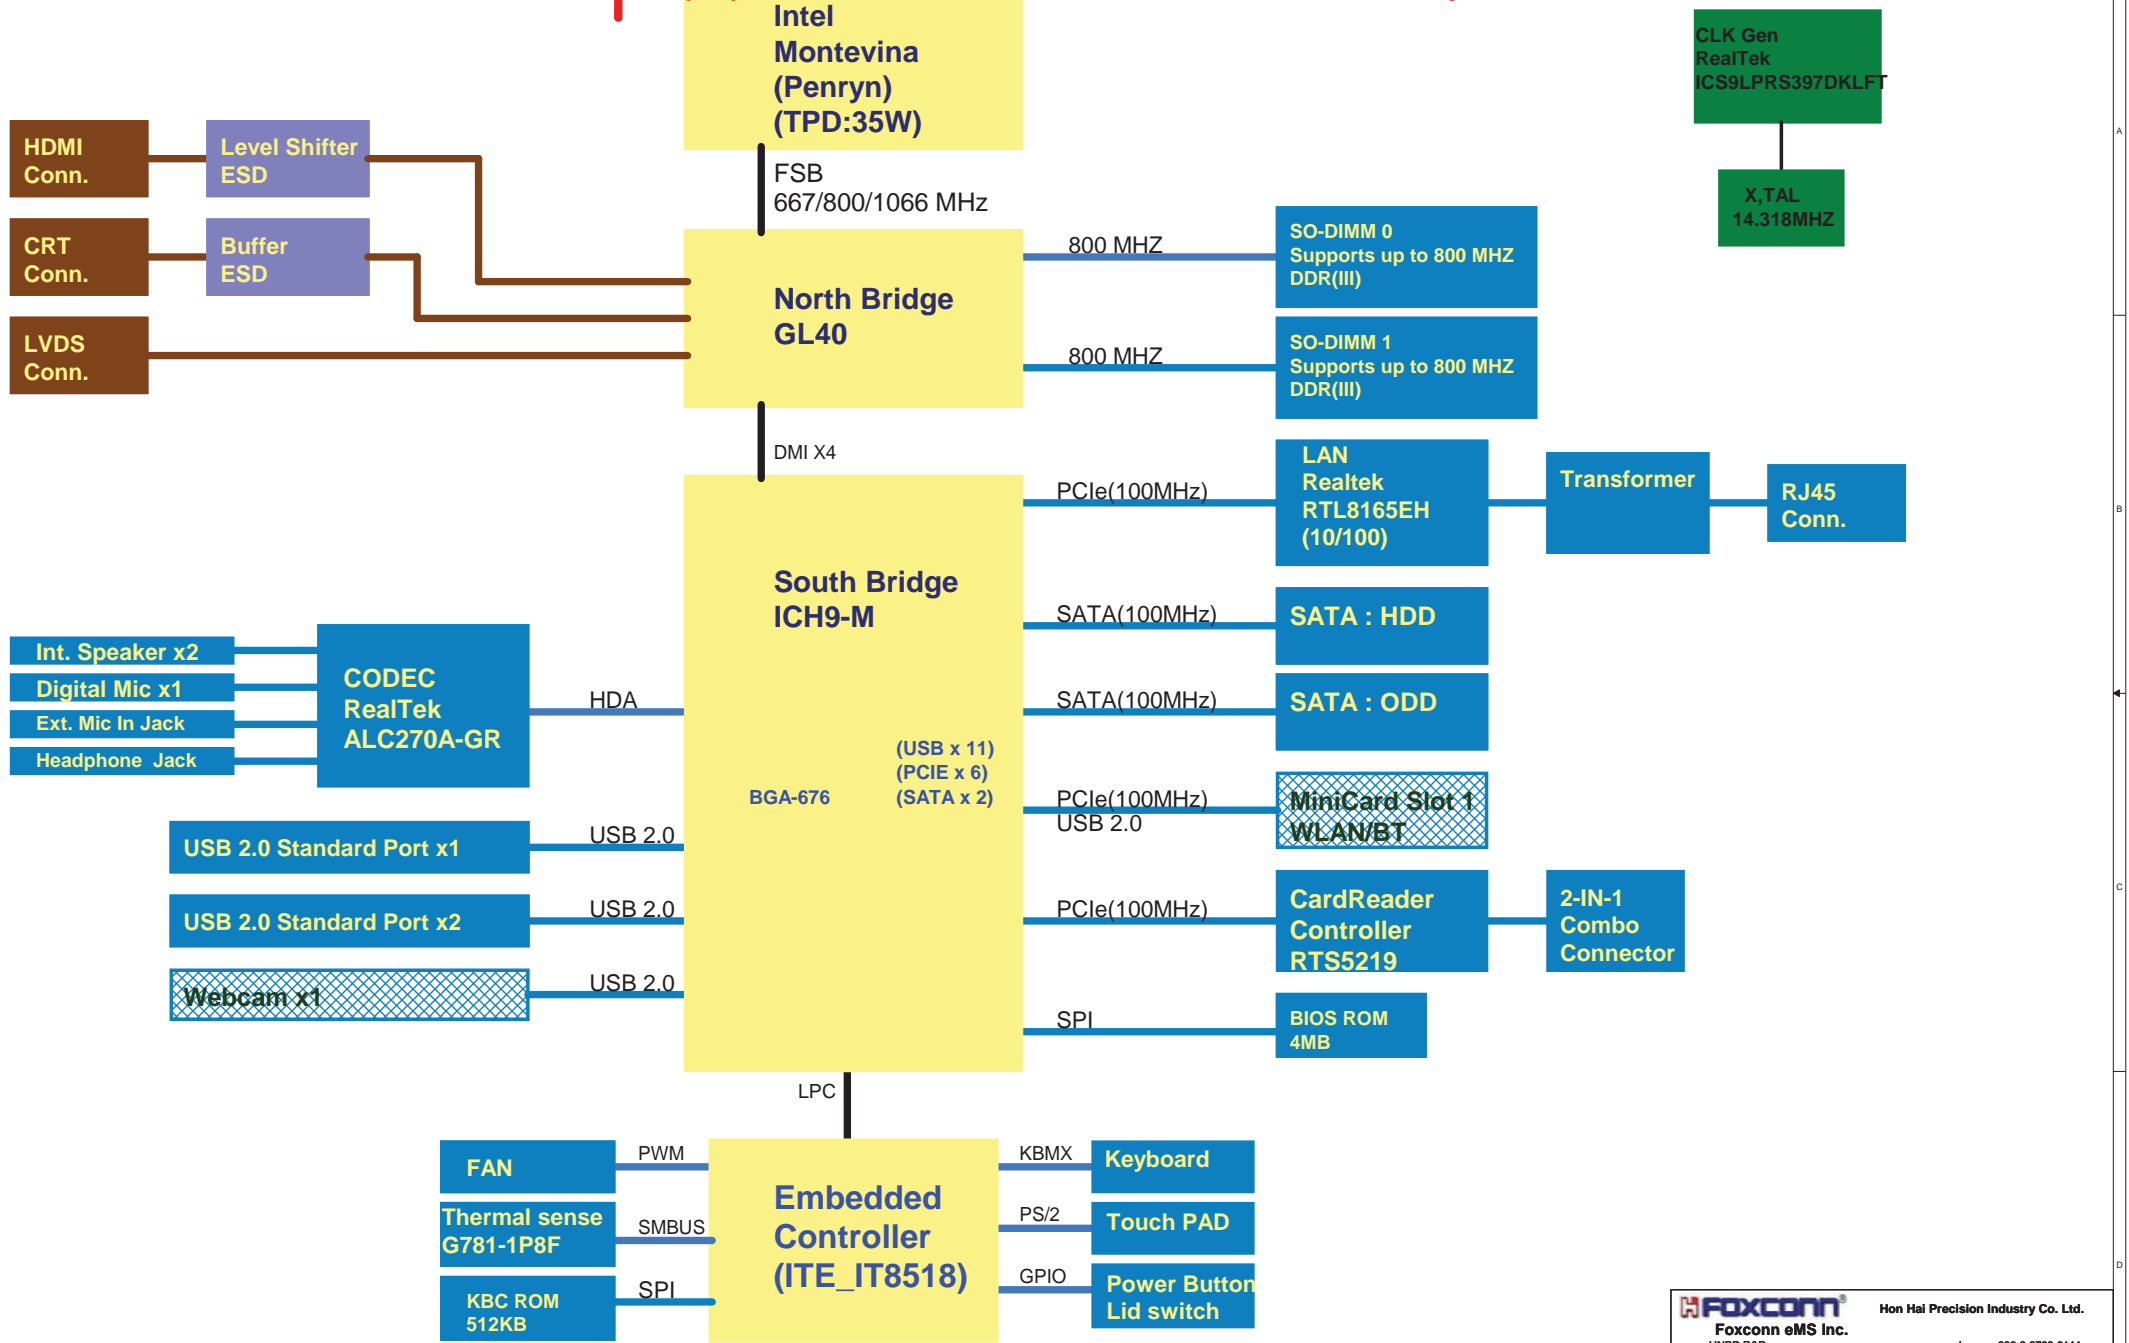 Intel
Montevina
(Penryn)
(TPD:35W)
CLK Gen
RealTek
ICS9LPRS397DKLFT
X,TAL
14.318MHZ
HDMI
Conn.
Level Shifter
ESD
FSB
667/800/1066 MHz
CRT
Conn.
Buffer
ESD
LVDS
Conn.
North Bridge
GL40
800 MHZ
SO-DIMM 0
Supports up to 800 MHZ
DDR(III)
800 MHZ
SO-DIMM 1
Supports up to 800 MHZ
DDR(III)
DMI X4
South Bridge
ICH9-M
BGA-676
(USB x 11)
(PCIE x 6)
(SATA x 2)
PCIe(100MHz)
LAN
Realtek
RTL8165EH
(10/100)
Transformer
RJ45
Conn.
SATA(100MHz)
SATA : HDD
SATA(100MHz)
SATA : ODD
PCIe(100MHz)
USB 2.0
MiniCard Slot 1
WLAN/BT
PCIe(100MHz)
CardReader
Controller
RTS5219
2-IN-1
Combo
Connector
SPI
BIOS ROM
4MB
Int. Speaker x2
Digital Mic x1
Ext. Mic In Jack
Headphone Jack
CODEC
RealTek
ALC270A-GR
HDA
USB 2.0 Standard Port x1
USB 2.0
USB 2.0 Standard Port x2
USB 2.0
Webcam x1
USB 2.0
LPC
Embedded
Controller
(ITE_IT8518)
FAN
PWM
Thermal sense
G781-1P8F
SMBUS
KBC ROM
512KB
SPI
KBMX
Keyboard
PS/2
Touch PAD
GPIO
Power Button
Lid switch
A
B
C
D
FOXCONN®
Hon Hai Precision Industry Co. Ltd.
Foxconn eMS Inc.